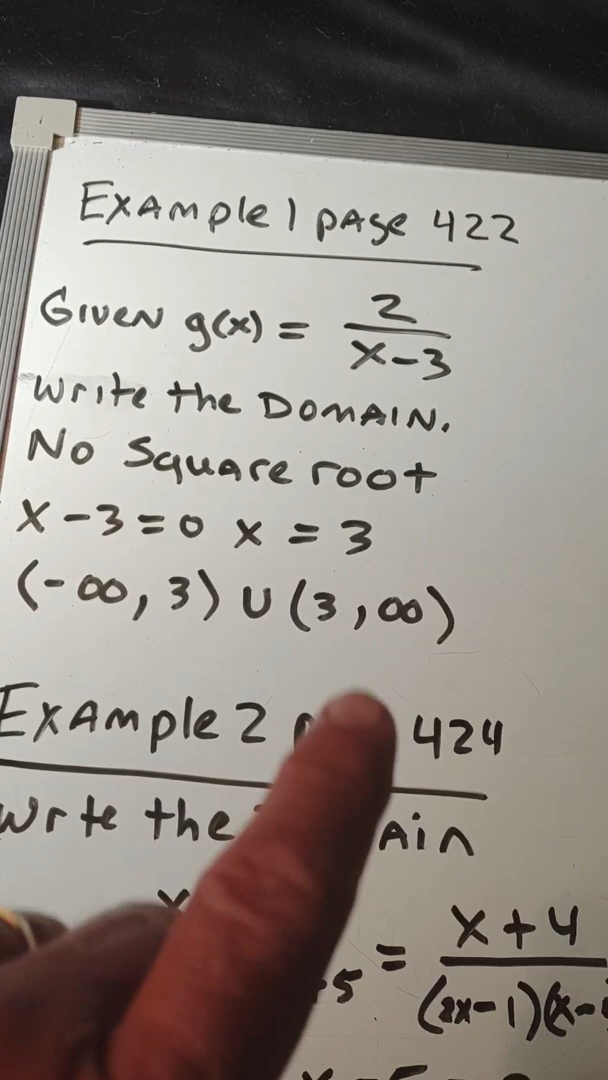 Example 1 page 422
Given g(x) = 2/(x-3)
Write the Domain.
No Square root
x-3=0 x = 3
(-∞, 3) ∪ (3, ∞)
Example 2 424
Wrte the
= (x+4)/((2x-1)(x-